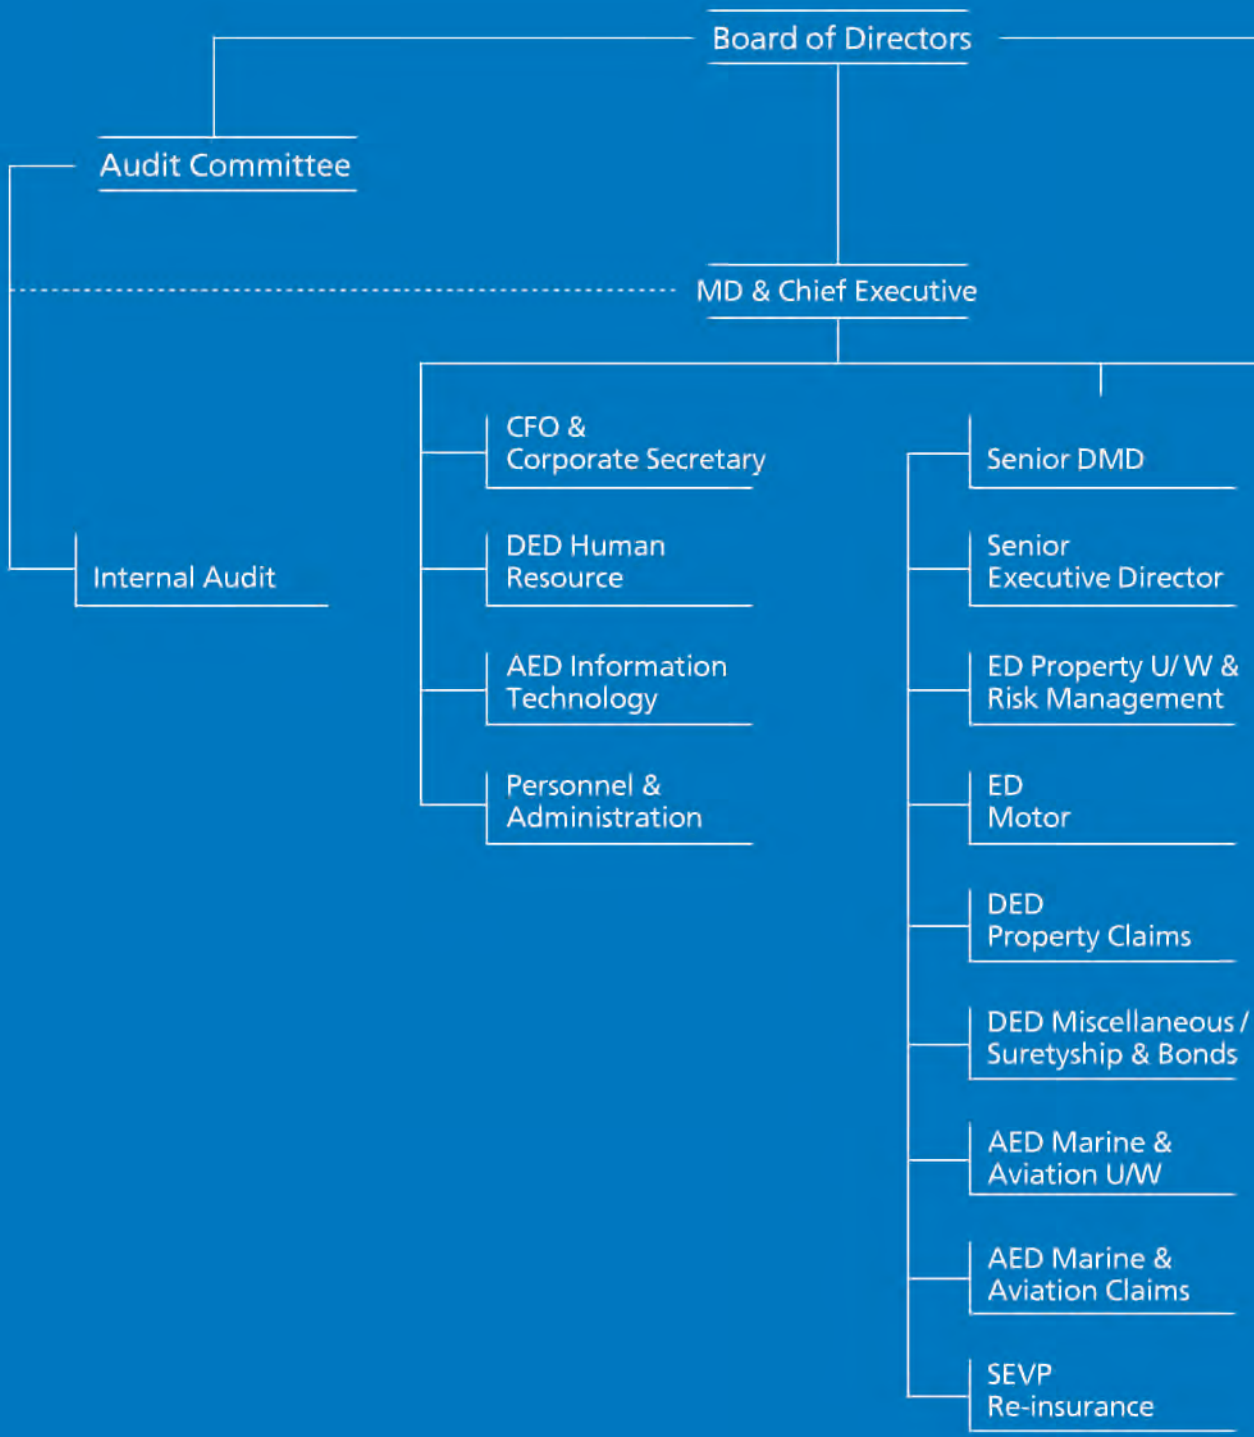 Board of Directors
Audit Committee
MD & Chief Executive
CFO &
Corporate Secretary
DED Human
Resource
AED Information
Technology
Personnel &
Administration
Internal Audit
Senior DMD
Senior
Executive Director
ED Property U/ W &
Risk Management
ED
Motor
DED
Property Claims
DED Miscellaneous /
Suretyship & Bonds
AED Marine &
Aviation U/W
AED Marine &
Aviation Claims
SEVP
Re-insurance